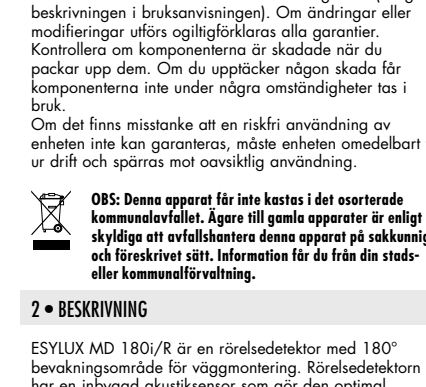 beskrivningen i bruksanvisningen). Om ändringar eller
modifieringar utförs ogiltigförklaras alla garantier.
Kontrollera om komponenterna är skadade när du
packar upp dem. Om du upptäcker någon skada får
komponenterna inte under några omständigheter tas i
bruk.
Om det finns misstanke att en riskfri användning av
enheten inte kan garanteras, måste enheten omedelbart
ur drift och spärras mot oavsiktlig användning.
OBS: Denna apparat får inte kastas i det osorterade
kommunalavfallet. Ägare till gamla apparater är enligt
skyldiga att avfallshantera denna apparat på sakkunnig
och föreskrivet sätt. Information får du från din stads-
eller kommunalförvaltning.
2 • BESKRIVNING
ESYLUX MD 180i/R är en rörelsedetektor med 180°
bevakningsområde för väggmontering. Rörelsedetektorn
har en inbyggd akustiksensor som gör den optimal